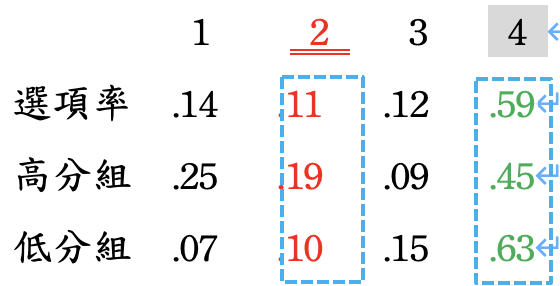 1 2 3 4
選項率 .14 .11 .12 .59
高分組 .25 .19 .09 .45
低分組 .07 .10 .15 .63